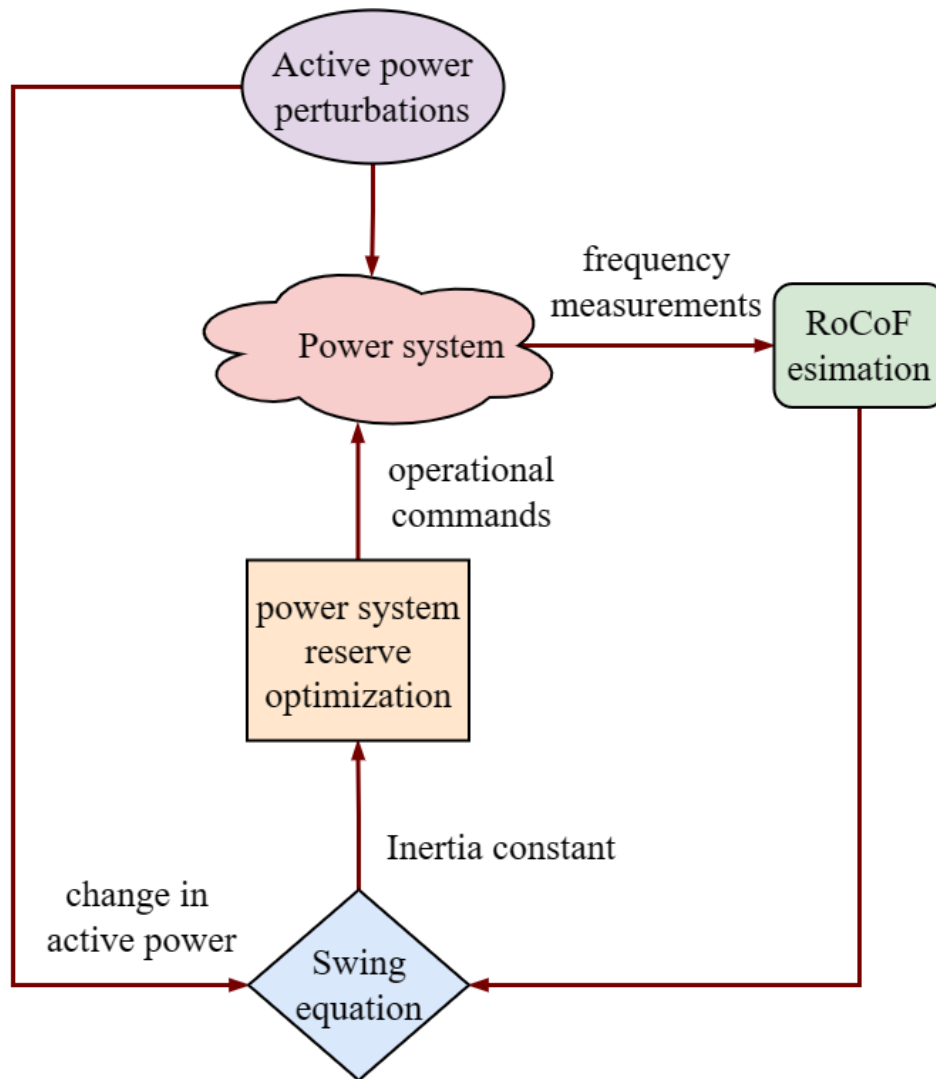 Active power
perturbations
frequency
measurements
RoCoF
esimation
Power system
operational
commands
power system
reserve
optimization
Inertia constant
change in
active power
Swing
equation